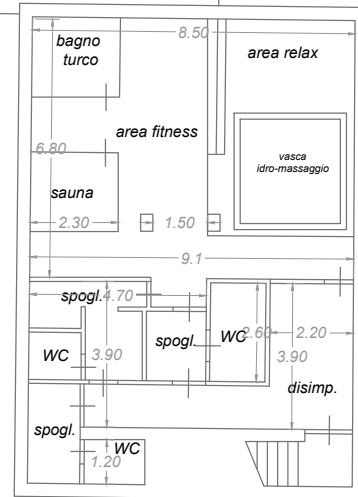 8.50
bagno
turco
area relax
area fitness
6.80
vasca
idro-massaggio
sauna
2.30
1.50
9.1
spogl.
4.70
spogl.
WC
2.60
2.20
WC
3.90
3.90
disimp.
spogl.
WC
1.20